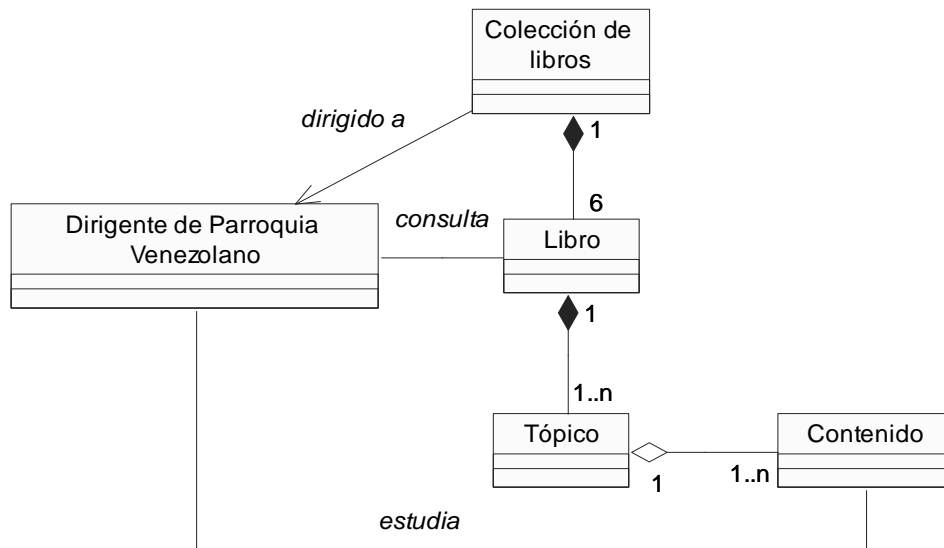 Colección de
libros
dirigido a
1
6
Dirigente de Parroquia
Venezolano
consulta
Libro
1
1..n
Tópico
Contenido
1
1..n
estudia